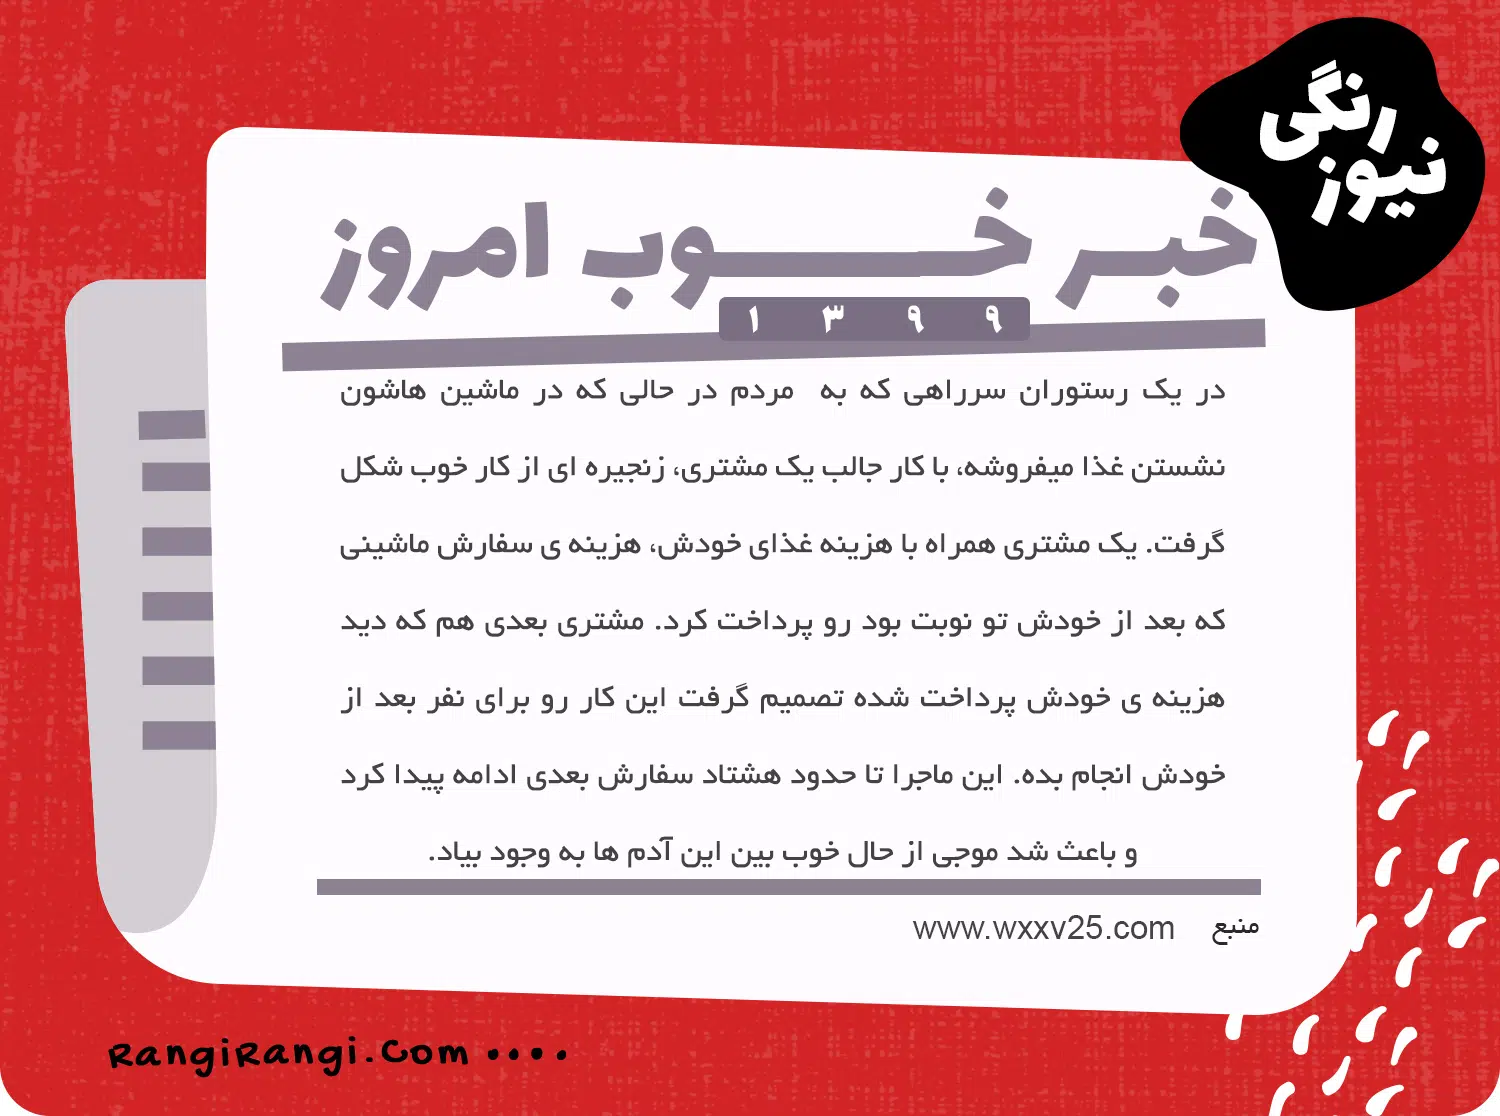 رنگی
نیوز
خبر خوب امروز
۱۳۹۹
در یک رستوران سرراهی که به مردم در حالی که در ماشین هاشون
نشستن غذا میفروشه، با کار جالب یک مشتری، زنجیره ای از کار خوب شکل
گرفت. یک مشتری همراه با هزینه غذای خودش، هزینه ی سفارش ماشینی
که بعد از خودش تو نوبت بود رو پرداخت کرد. مشتری بعدی هم که دید
هزینه ی خودش پرداخت شده تصمیم گرفت این کار رو برای نفر بعد از
خودش انجام بده. این ماجرا تا حدود هشتاد سفارش بعدی ادامه پیدا کرد
و باعث شد موجی از حال خوب بین این آدم ها به وجود بیاد.
منبع www.wxxv25.com
RangiRangi.Com ••••